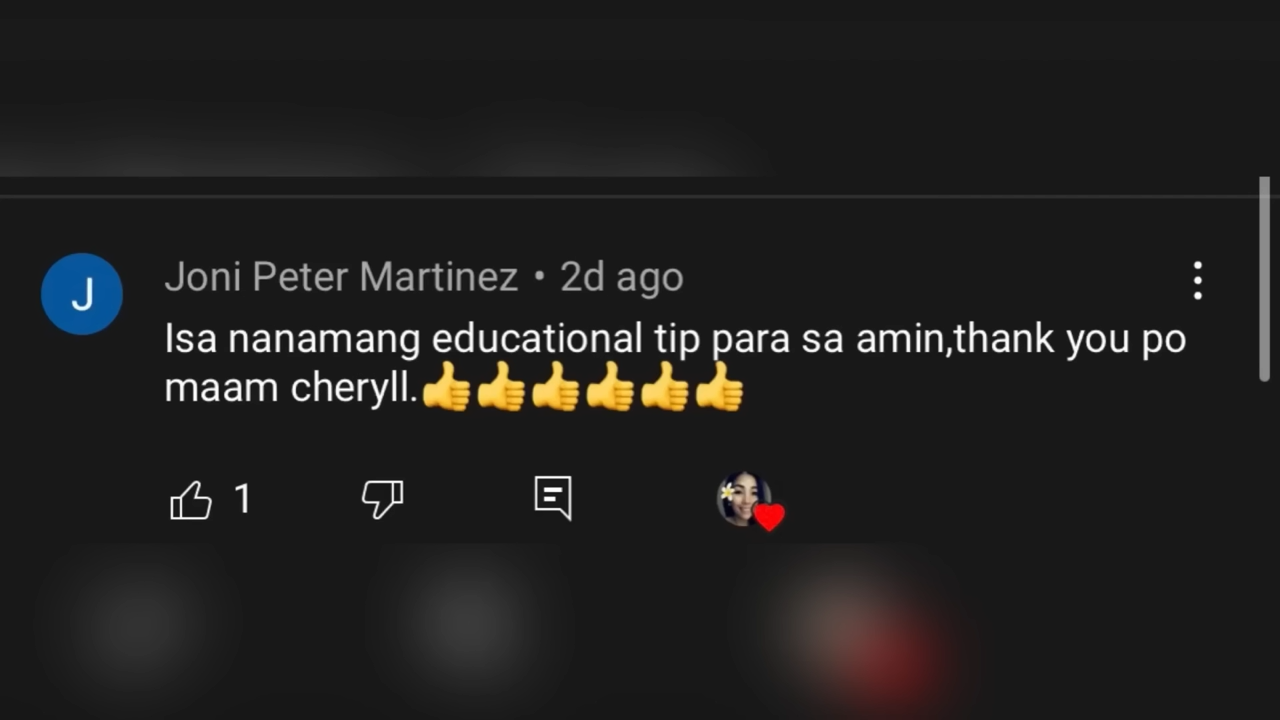 J
Joni Peter Martinez • 2d ago
Isa nanamang educational tip para sa amin,thank you po
maam cheryll.👍👍👍👍👍👍
1